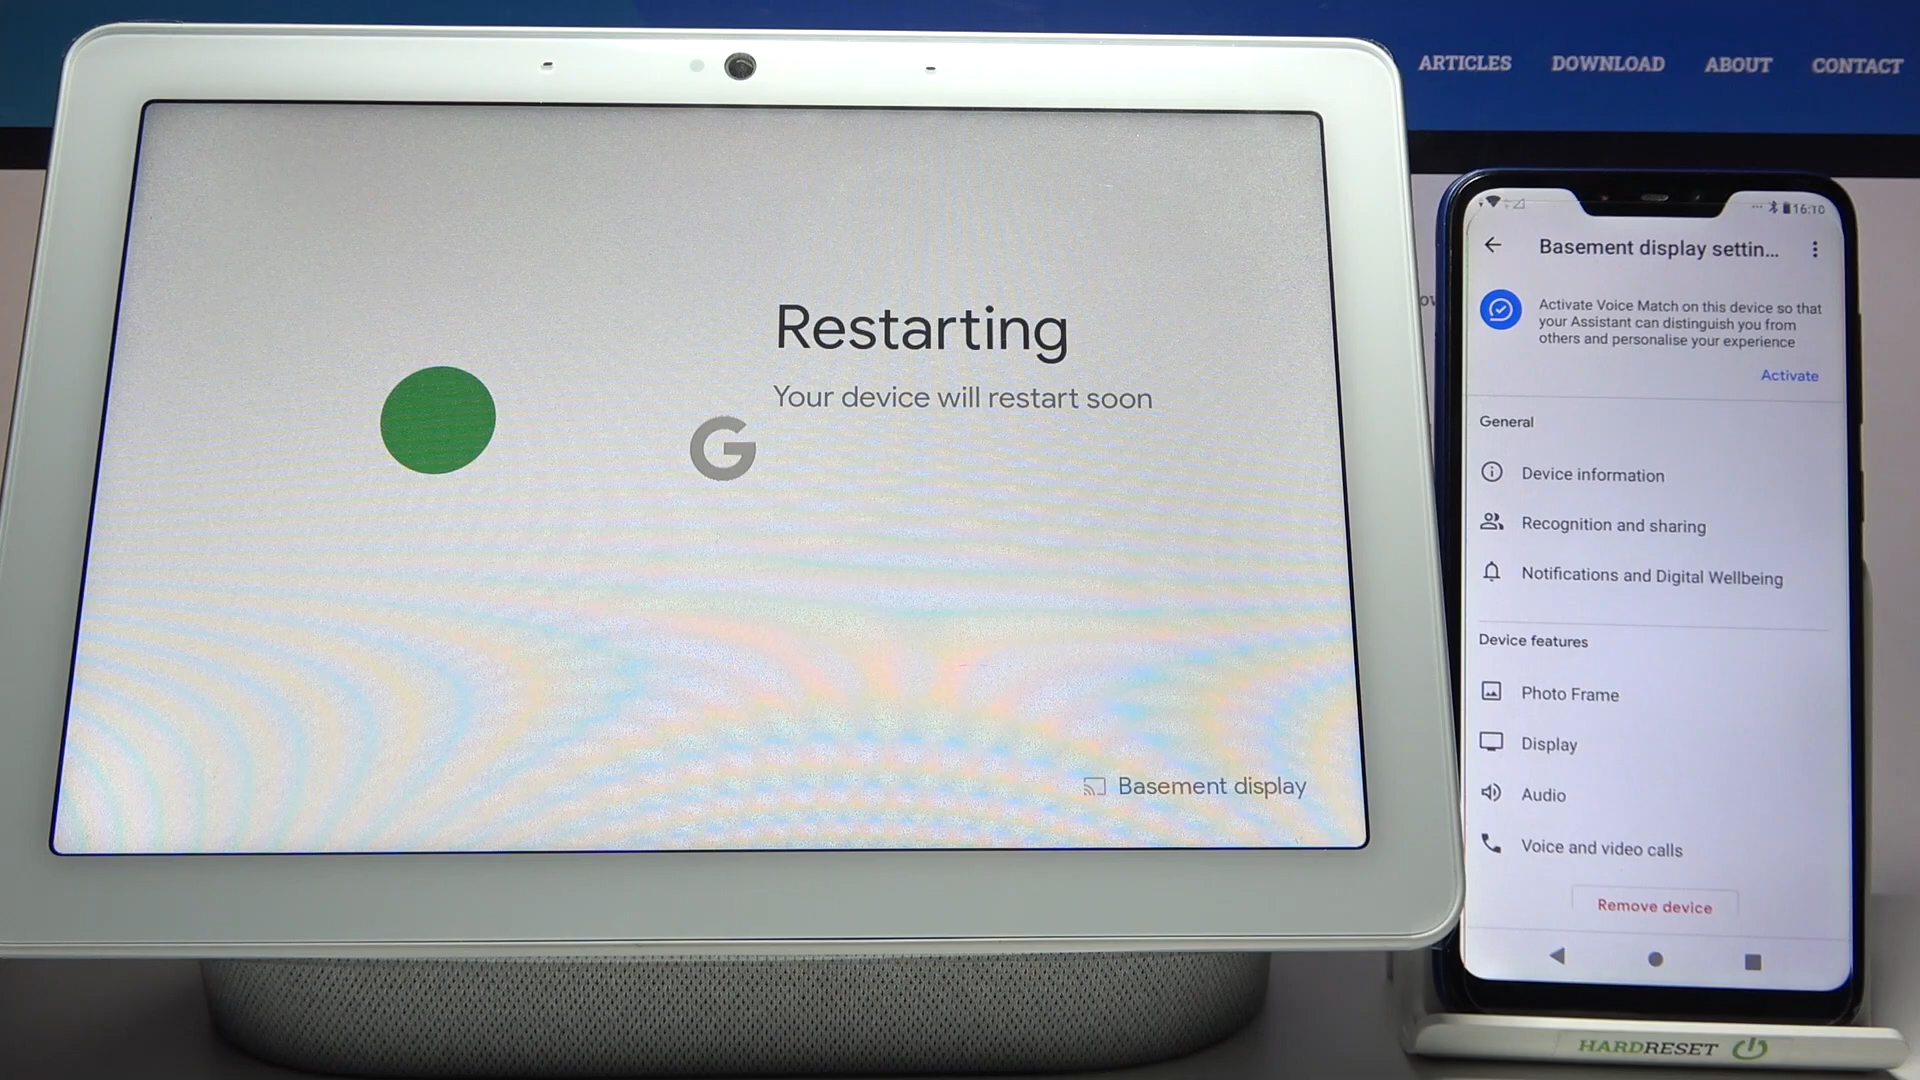 ARTICLES DOWNLOAD ABOUT CONTACT
Restarting
Your device will restart soon
G
Basement display
16:10
Basement display settin...
Activate Voice Match on this device so that
your Assistant can distinguish you from
others and personalise your experience
Activate
General
Device information
Recognition and sharing
Notifications and Digital Wellbeing
Device features
Photo Frame
Display
Audio
Voice and video calls
Remove device
HARDRESET